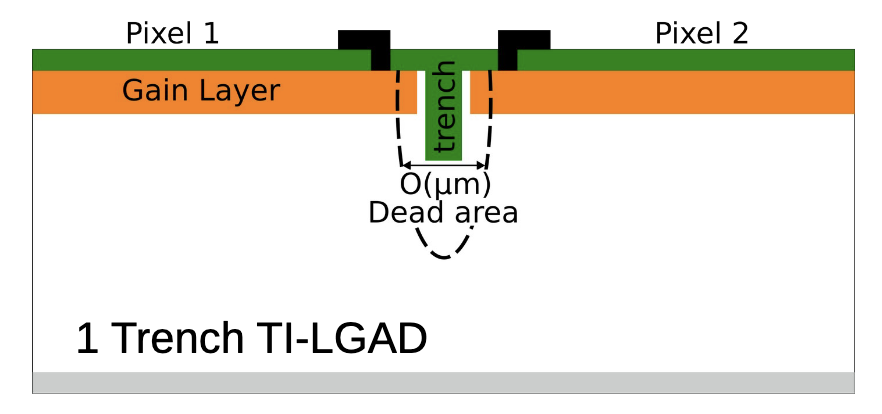 Pixel 1
Pixel 2
Gain Layer
trench
O(μm)
Dead area
1 Trench TI-LGAD